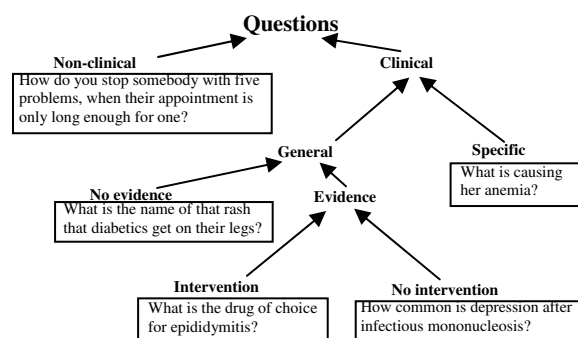 Questions
Non-clinical
Clinical
How do you stop somebody with five
problems, when their appointment is
only long enough for one?
General
Specific
What is causing
her anemia?
No evidence
What is the name of that rash
that diabetics get on their legs?
Evidence
Intervention
What is the drug of choice
for epididymitis?
No intervention
How common is depression after
infectious mononucleosis?